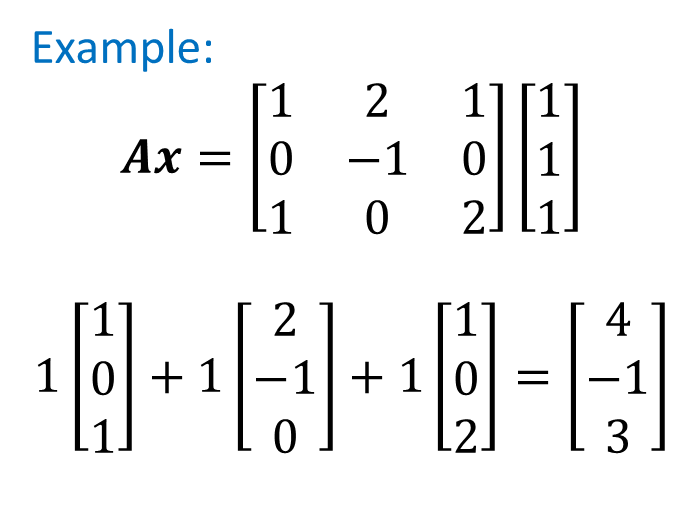 Example:
Ax = [1 2 1; 0 −1 0; 1 0 2] [1; 1; 1]
1 [1; 0; 1] + 1 [2; −1; 0] + 1 [1; 0; 2] = [4; −1; 3]